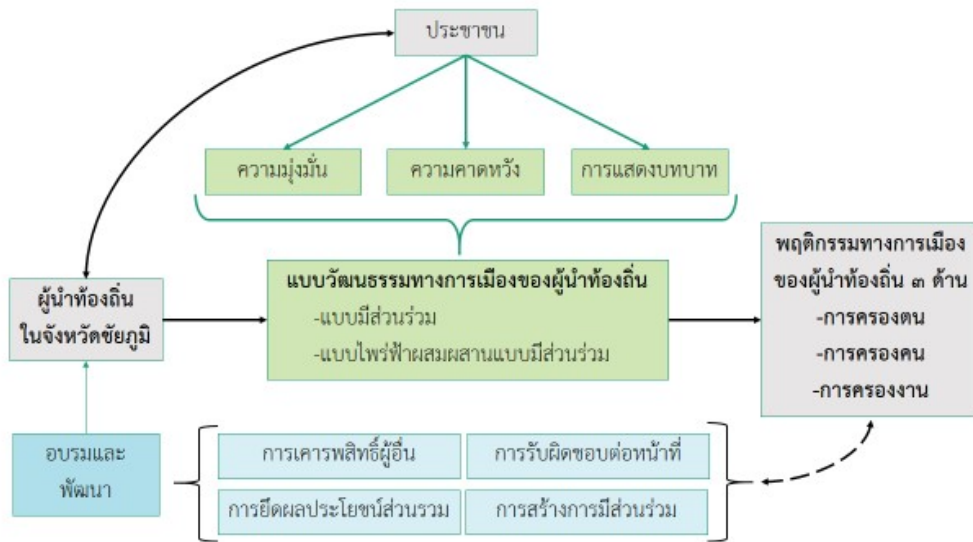 ประชาชน
ความมุ่งมั่น
ความคาดหวัง
การแสดงบทบาท
ผู้นำท้องถิ่น
ในจังหวัดชัยภูมิ
แบบวัฒนธรรมทางการเมืองของผู้นำท้องถิ่น
-แบบมีส่วนร่วม
-แบบไพร่ฟ้าผสมผสานแบบมีส่วนร่วม
พฤติกรรมทางการเมือง
ของผู้นำท้องถิ่น ๓ ด้าน
-การครองตน
-การครองคน
-การครองงาน
อบรมและ
พัฒนา
การเคารพสิทธิ์ผู้อื่น
การรับผิดชอบต่อหน้าที่
การยึดผลประโยชน์ส่วนรวม
การสร้างการมีส่วนร่วม